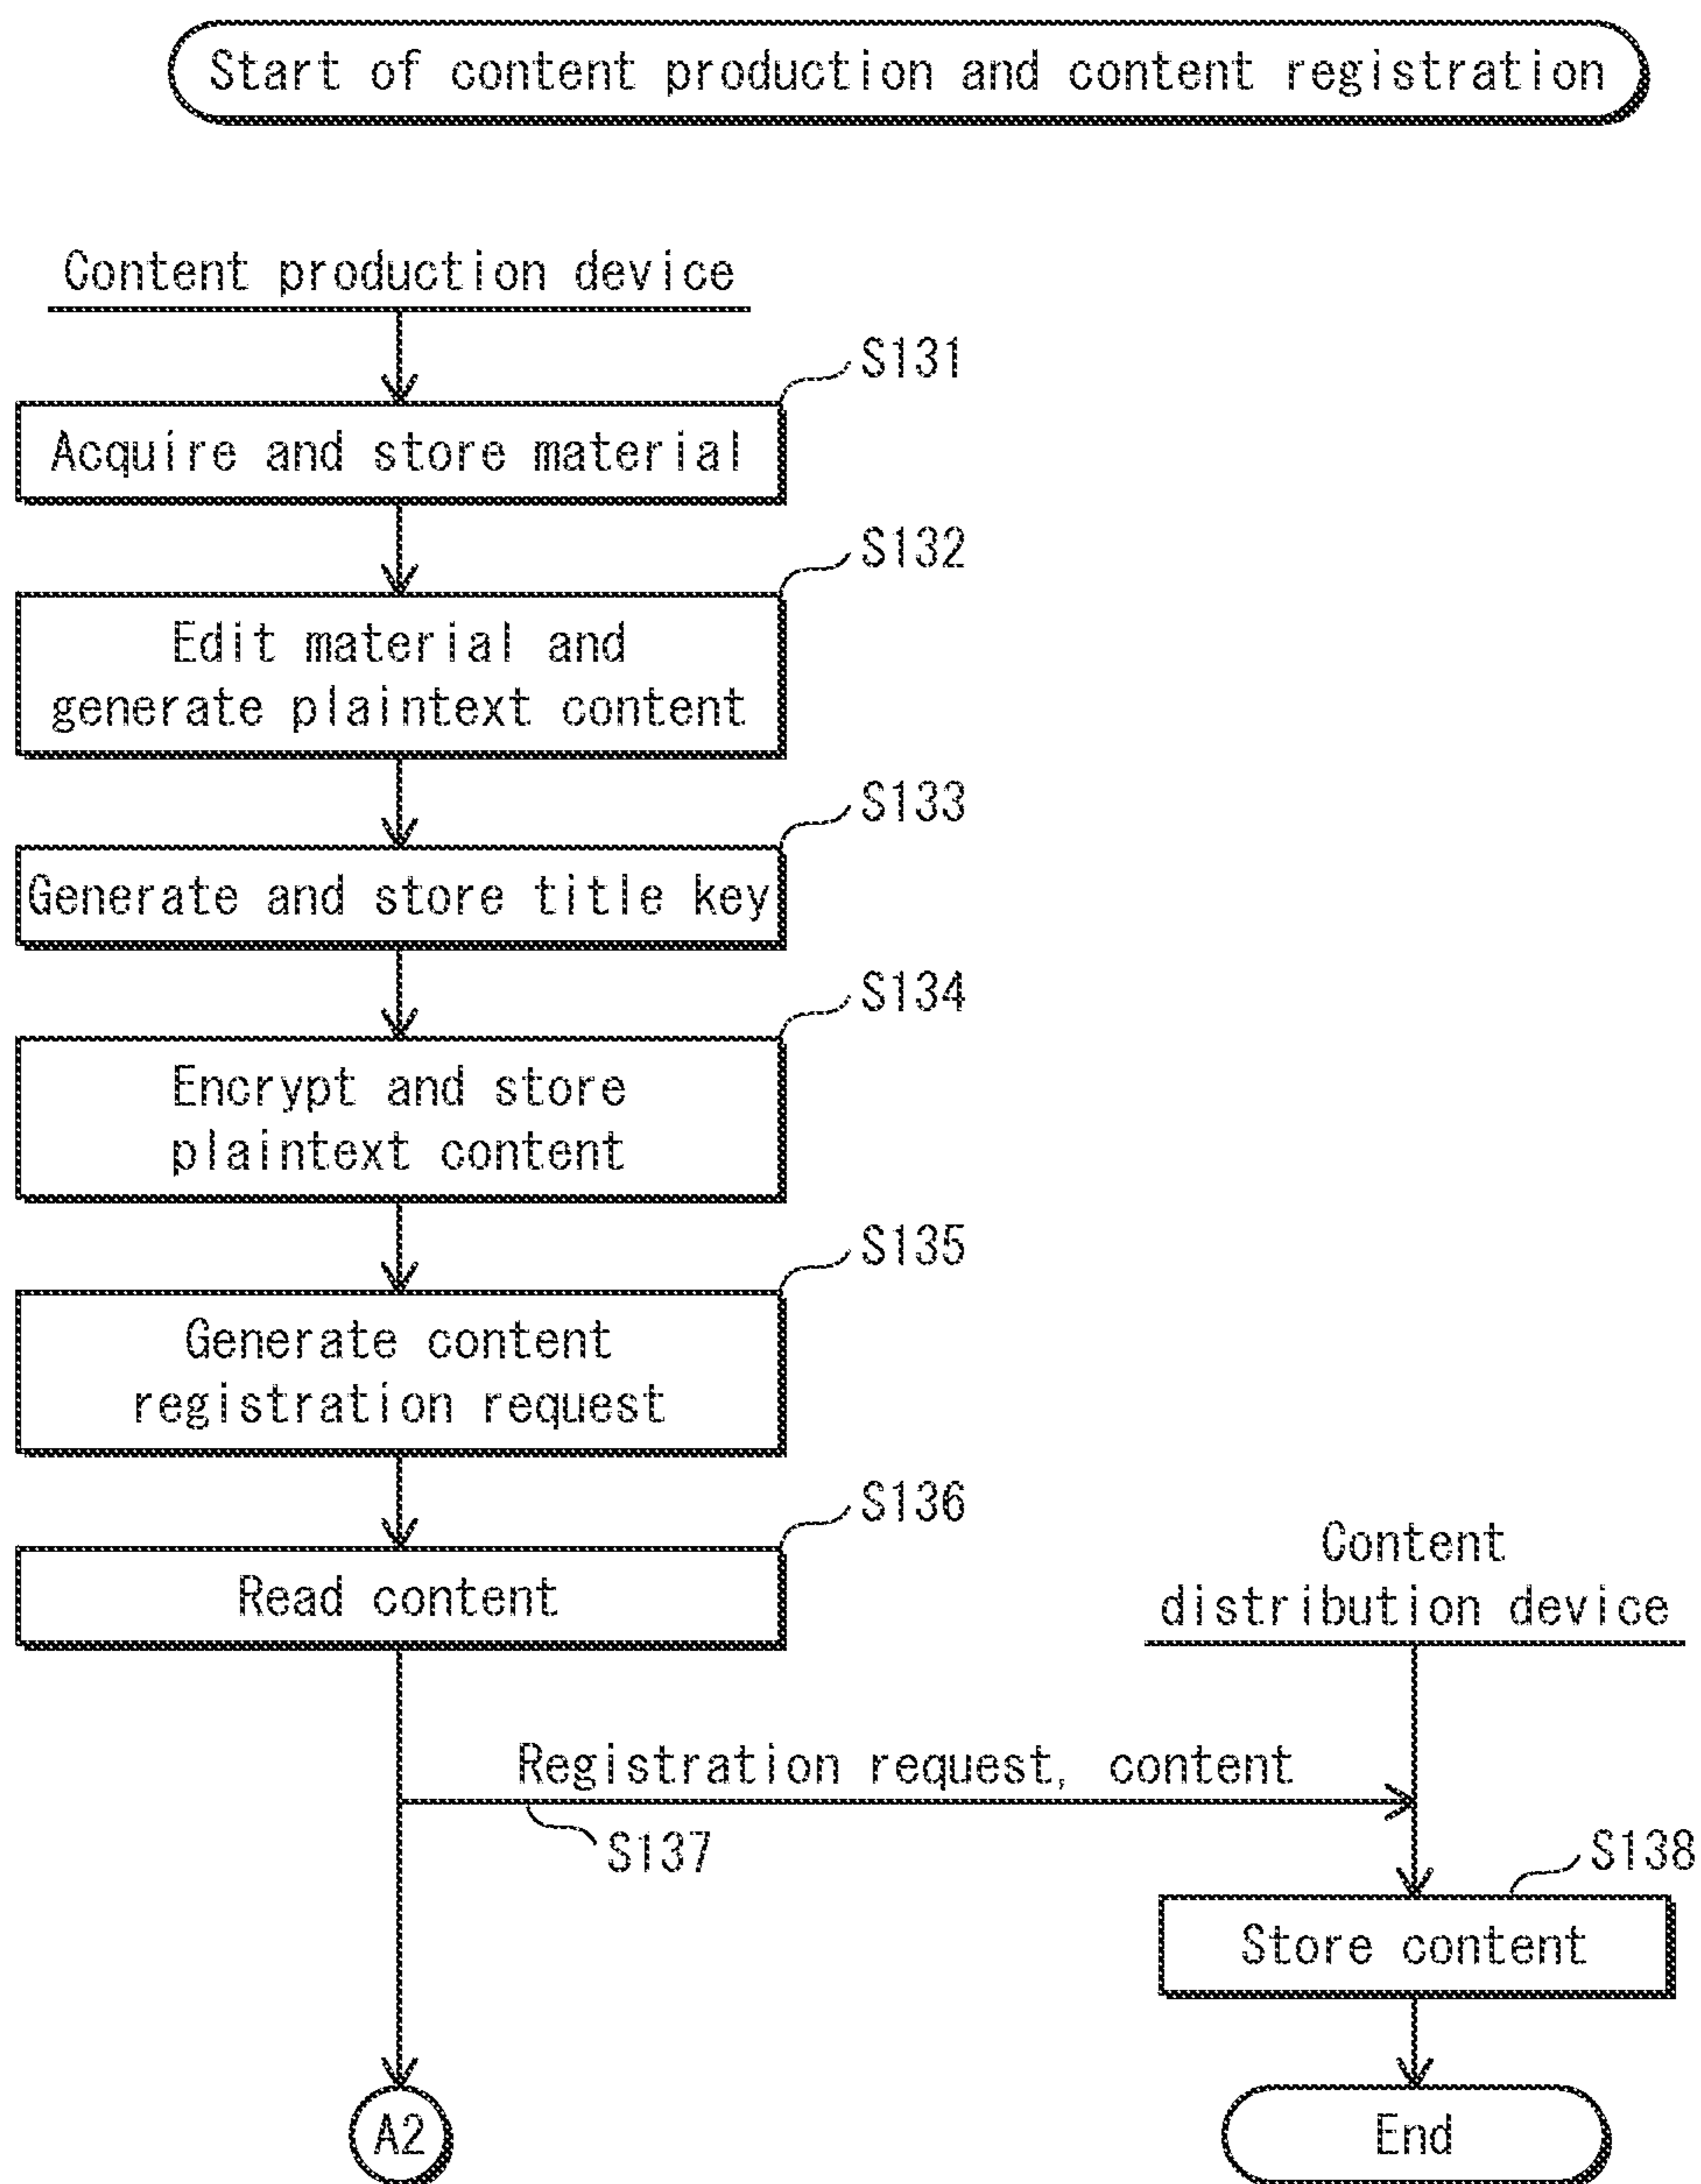 Start of content production and content registration
Content production device
S131
Acquire and store material
S132
Edit material and
generate plaintext content
S133
Generate and store title key
S134
Encrypt and store
plaintext content
S135
Generate content
registration request
S136
Read content
Content
distribution device
Registration request, content
S137
S138
Store content
A2
End